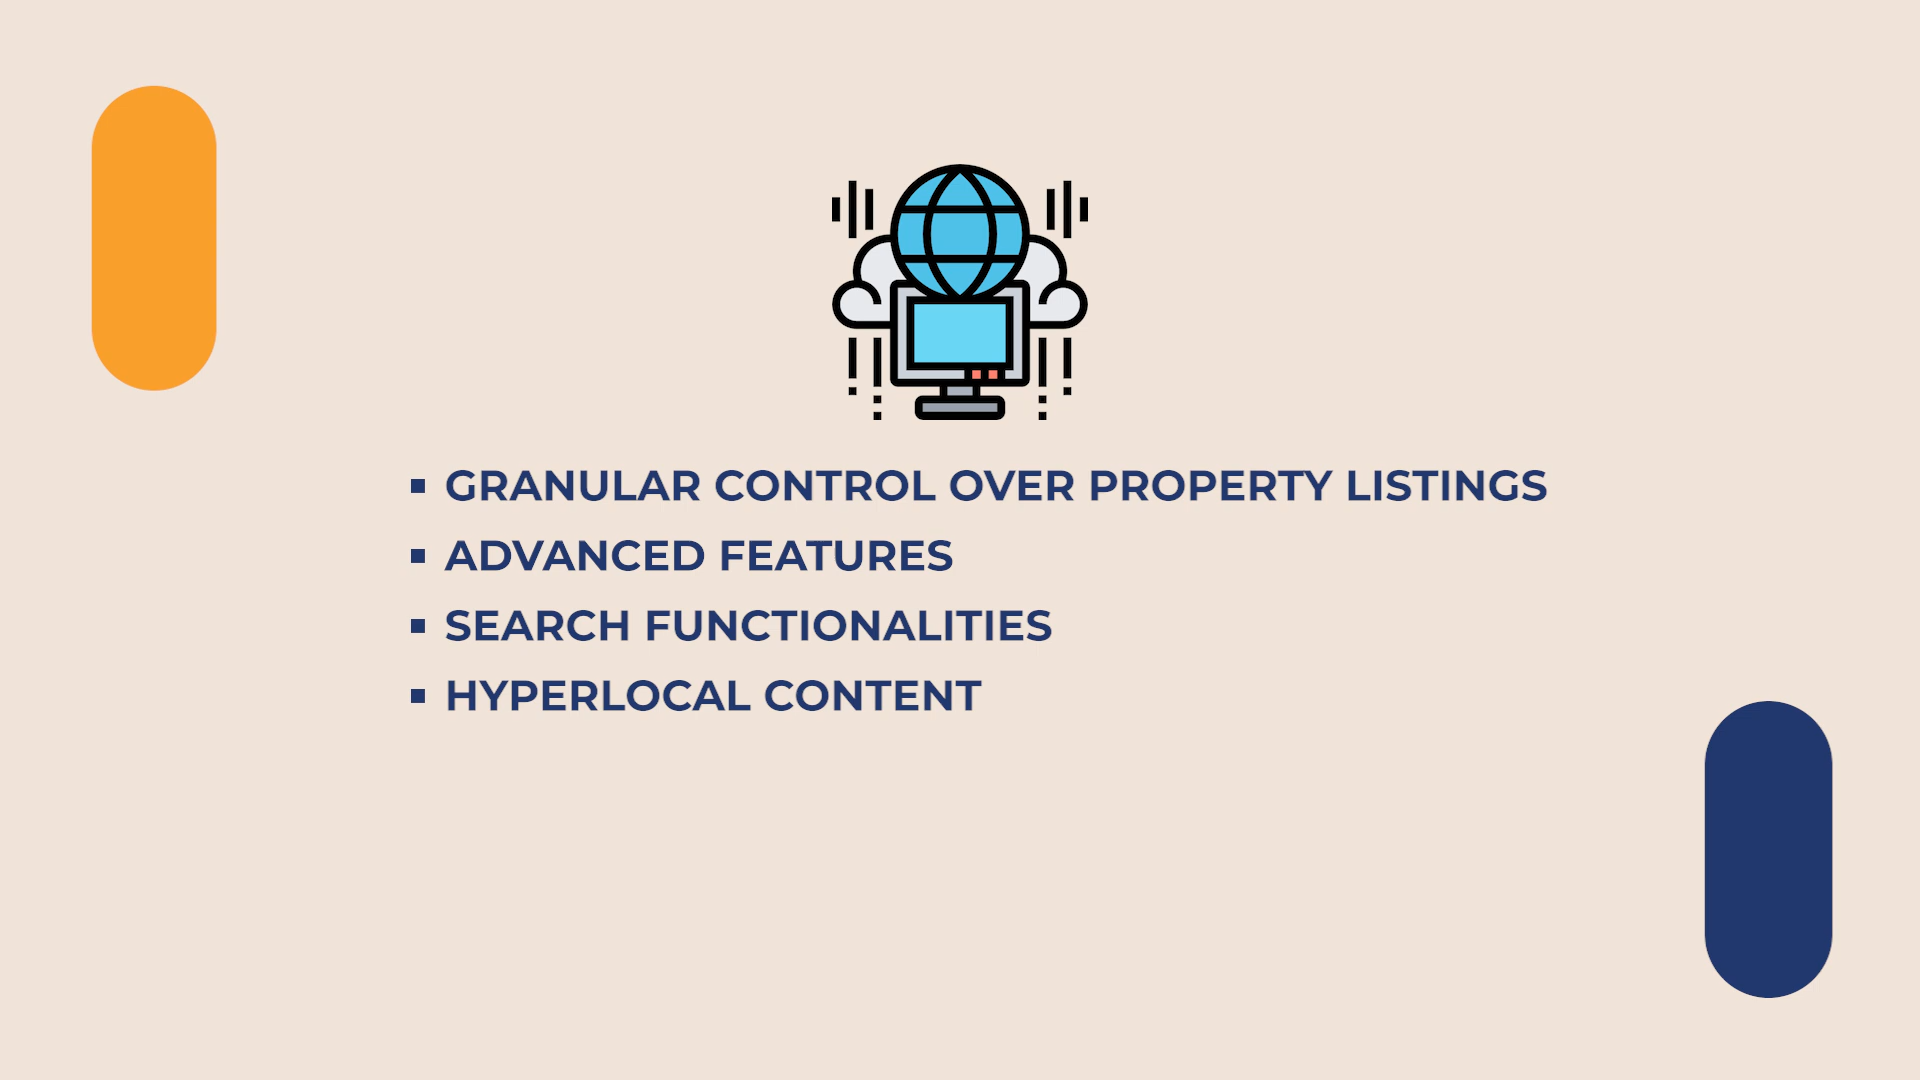 ▪ GRANULAR CONTROL OVER PROPERTY LISTINGS
▪ ADVANCED FEATURES
▪ SEARCH FUNCTIONALITIES
▪ HYPERLOCAL CONTENT